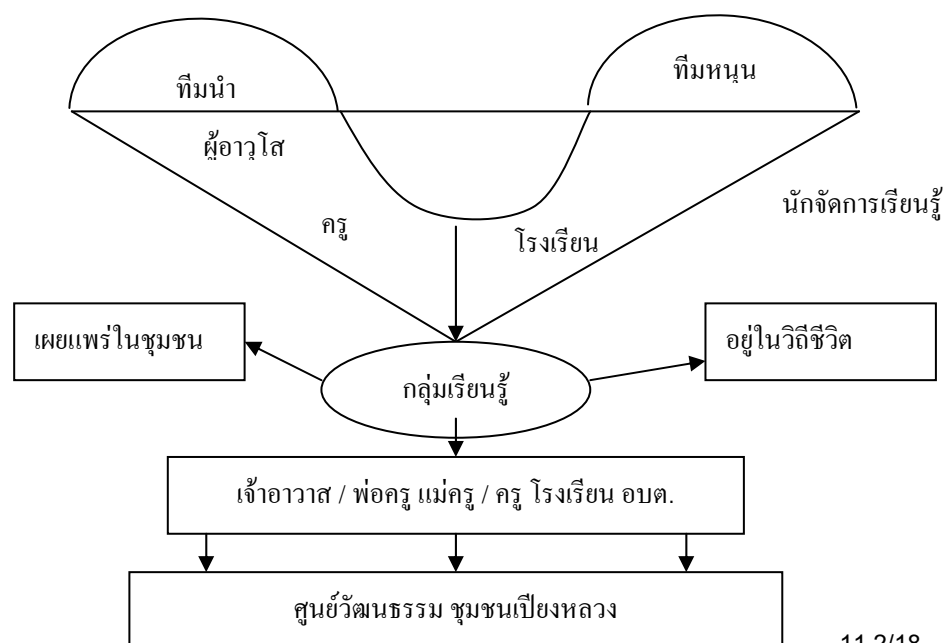 ทีมนำ
ทีมหนุน
ผู้อาวุโส
นักจัดการเรียนรู้
ครู
โรงเรียน
เผยแพร่ในชุมชน
อยู่ในวิถีชีวิต
กลุ่มเรียนรู้
เจ้าอาวาส / พ่อครู แม่ครู / ครู โรงเรียน อบต.
ศูนย์วัฒนธรรม ชุมชนเปียงหลวง
11.2/18